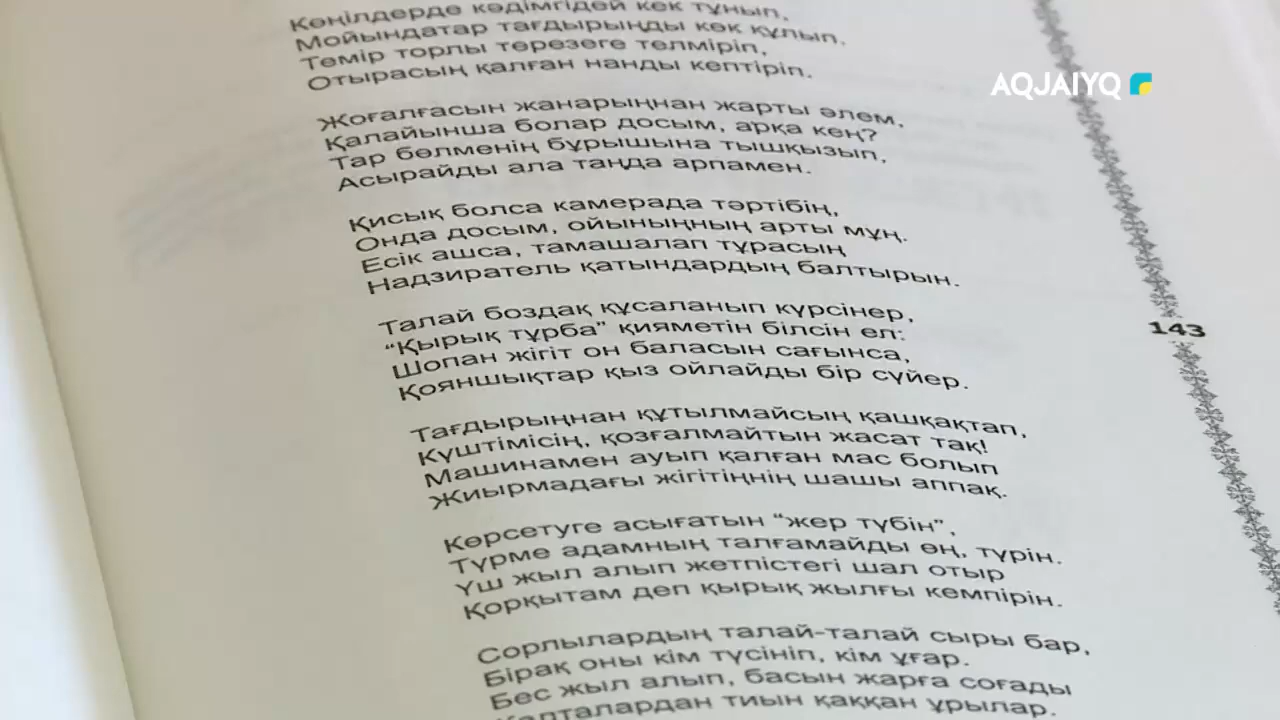 Көңілдерде кәдімгідей кек тұнып,
Мойындатар тағдырыңды көк құлып.
Темір торлы терезеге телміріп,
Отырасың қалған нанды кептіріп.
Жоғалғасын жанарыңнан жарты әлем,
Қалайынша болар досым, арқа кең?
Тар бөлменің бұрышына тышқызып,
Асырайды ала таңда арпамен.
Қисық болса камерада тәртібің,
Онда досым, ойыныңның арты мұң.
Есік ашса, тамашалап тұрасың
Надзиратель қатындардың балтырын.
Талай боздақ құсаланып күрсінер,
“Қырық тұрба” қияметін білсін ел:
Шопан жігіт он баласын сағынса,
Қояншықтар қыз ойлайды бір сүйер.
Тағдырыңнан құтылмайсың қашқақтап,
Күштімісің, қозғалмайтын жасат тақ!
Машинамен ауып қалған мас болып
Жиырмадағы жігітіңнің шашы аппақ.
Көрсетуге асығатын “жер түбін”,
Түрме адамның талғамайды өң, түрін.
Үш жыл алып жетпістегі шал отыр
Қорқытам деп қырық жылғы кемпірін.
Сорлылардың талай-талай сыры бар,
Бірақ оны кім түсініп, кім ұғар.
Бес жыл алып, басын жарға соғады
Қалталардан тиын қаққан ұрылар.
143
AQJAIYQ